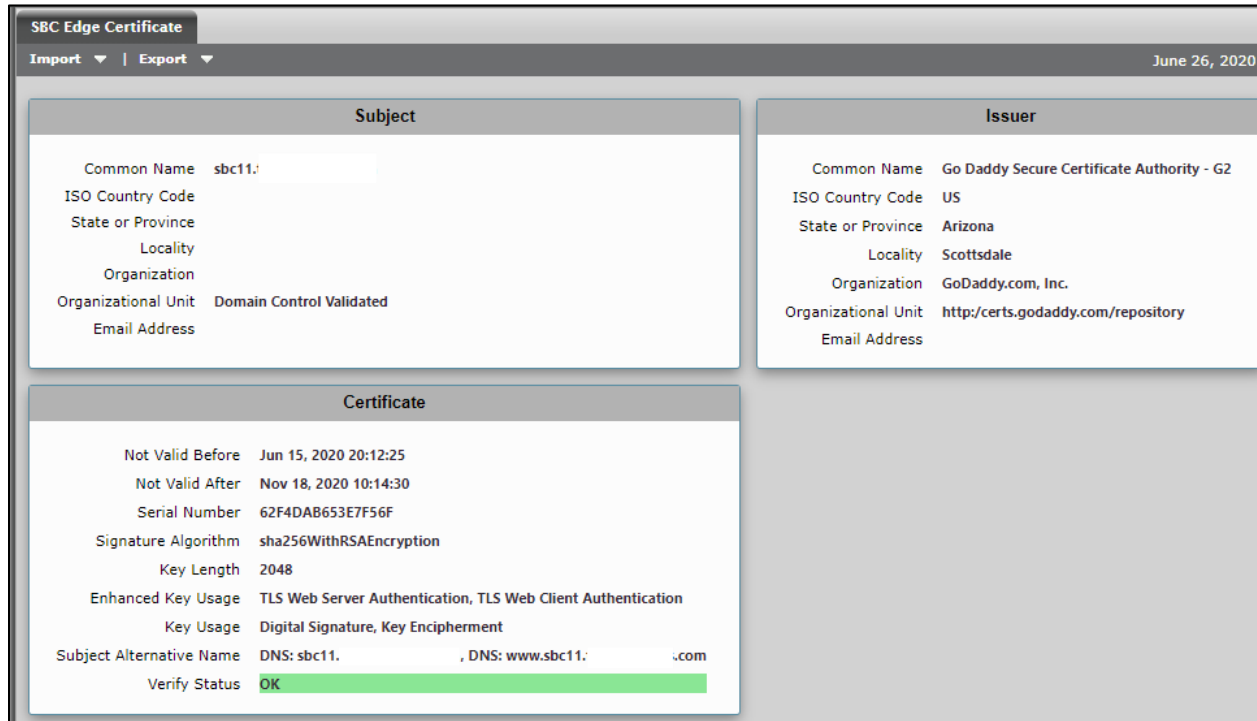 SBC Edge Certificate
Import | Export June 26, 2020
Subject
Common Name sbc11.
ISO Country Code
State or Province
Locality
Organization
Organizational Unit Domain Control Validated
Email Address
Issuer
Common Name Go Daddy Secure Certificate Authority - G2
ISO Country Code US
State or Province Arizona
Locality Scottsdale
Organization GoDaddy.com, Inc.
Organizational Unit http:/certs.godaddy.com/repository
Email Address
Certificate
Not Valid Before Jun 15, 2020 20:12:25
Not Valid After Nov 18, 2020 10:14:30
Serial Number 62F4DAB653E7F56F
Signature Algorithm sha256WithRSAEncryption
Key Length 2048
Enhanced Key Usage TLS Web Server Authentication, TLS Web Client Authentication
Key Usage Digital Signature, Key Encipherment
Subject Alternative Name DNS: sbc11. , DNS: www.sbc11. .com
Verify Status OK